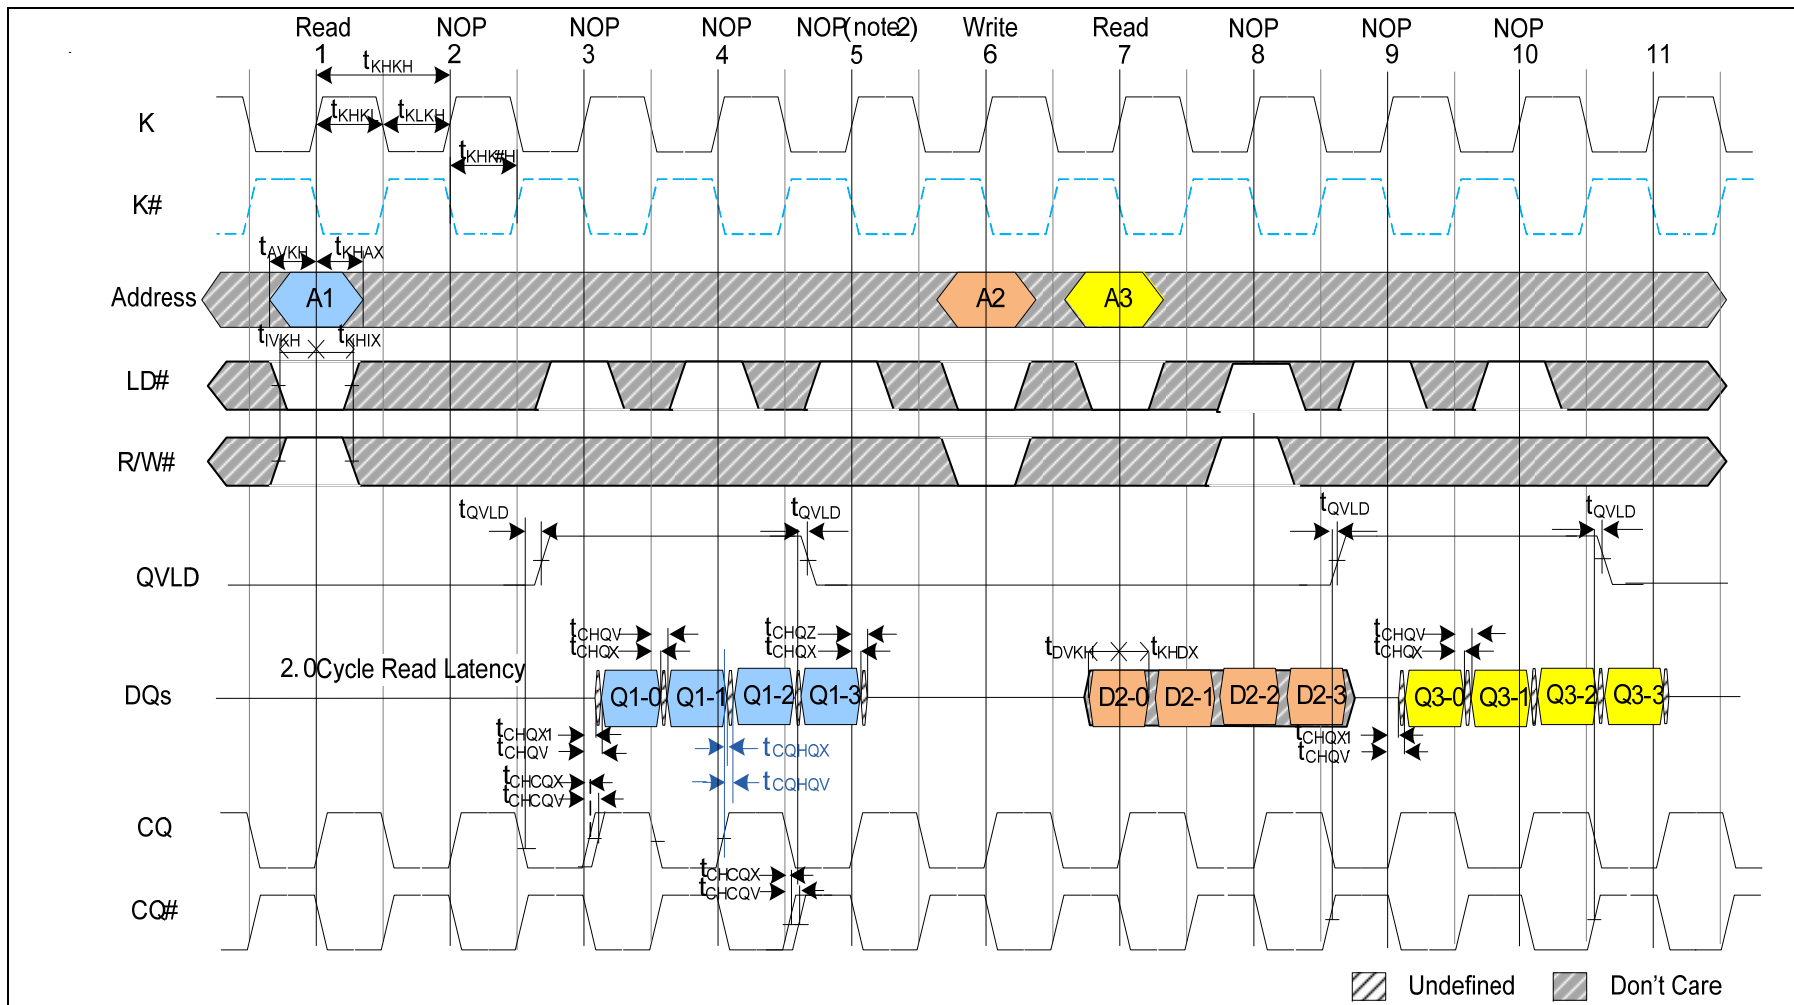 Read NOP NOP NOP NOP(note2) Write Read NOP NOP NOP
1 2 3 4 5 6 7 8 9 10 11
tKHKH
K tKHKL tKLKH
tKHK#H
K#
tAVKH tKHAX
Address A1 A2 A3
tIVKH tKHIX
LD#
R/W#
tQVLD tQVLD tQVLD tQVLD
QVLD
tCHQV tCHQZ tCHQV
tCHQX tCHQX tDVKH tKHDX tCHQX
2.0Cycle Read Latency
DQs Q1-0 Q1-1 Q1-2 Q1-3 D2-0 D2-1 D2-2 D2-3 Q3-0 Q3-1 Q3-2 Q3-3
tCHQX1 tCHQX1
tCHQV tCQHQX tCHQV
tCHCQX tCQHQV
tCHCQV
CQ
tCHCQX
tCHCQV
CQ#
Undefined Don't Care